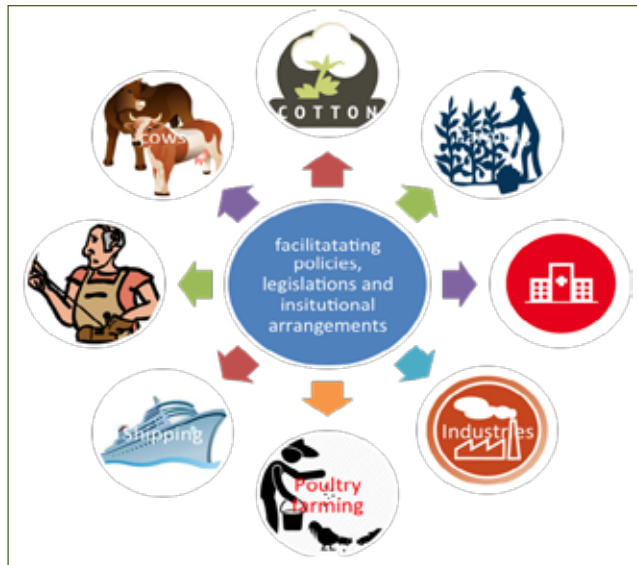 COTTON
cows
facilitatating
policies,
legislations and
insitutional
arrangements
Shipping
Industries
Poultry
farming